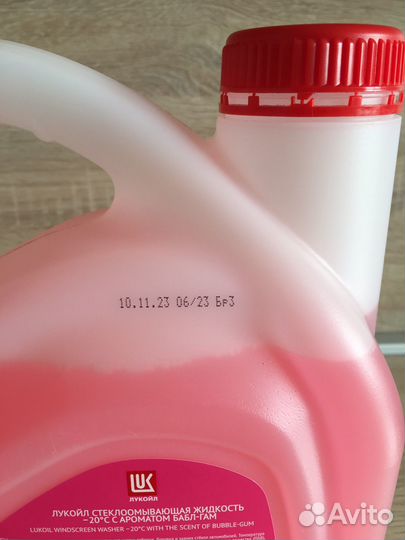 10.11.23 06/23 Бр3
ЛУКОЙЛ
ЛУКОЙЛ СТЕКЛООМЫВАЮЩАЯ ЖИДКОСТЬ
–20°C С АРОМАТОМ БАБЛ-ГАМ
LUKOIL WINDSCREEN WASHER –20°C WITH THE SCENT OF BUBBLE-GUM
Avito